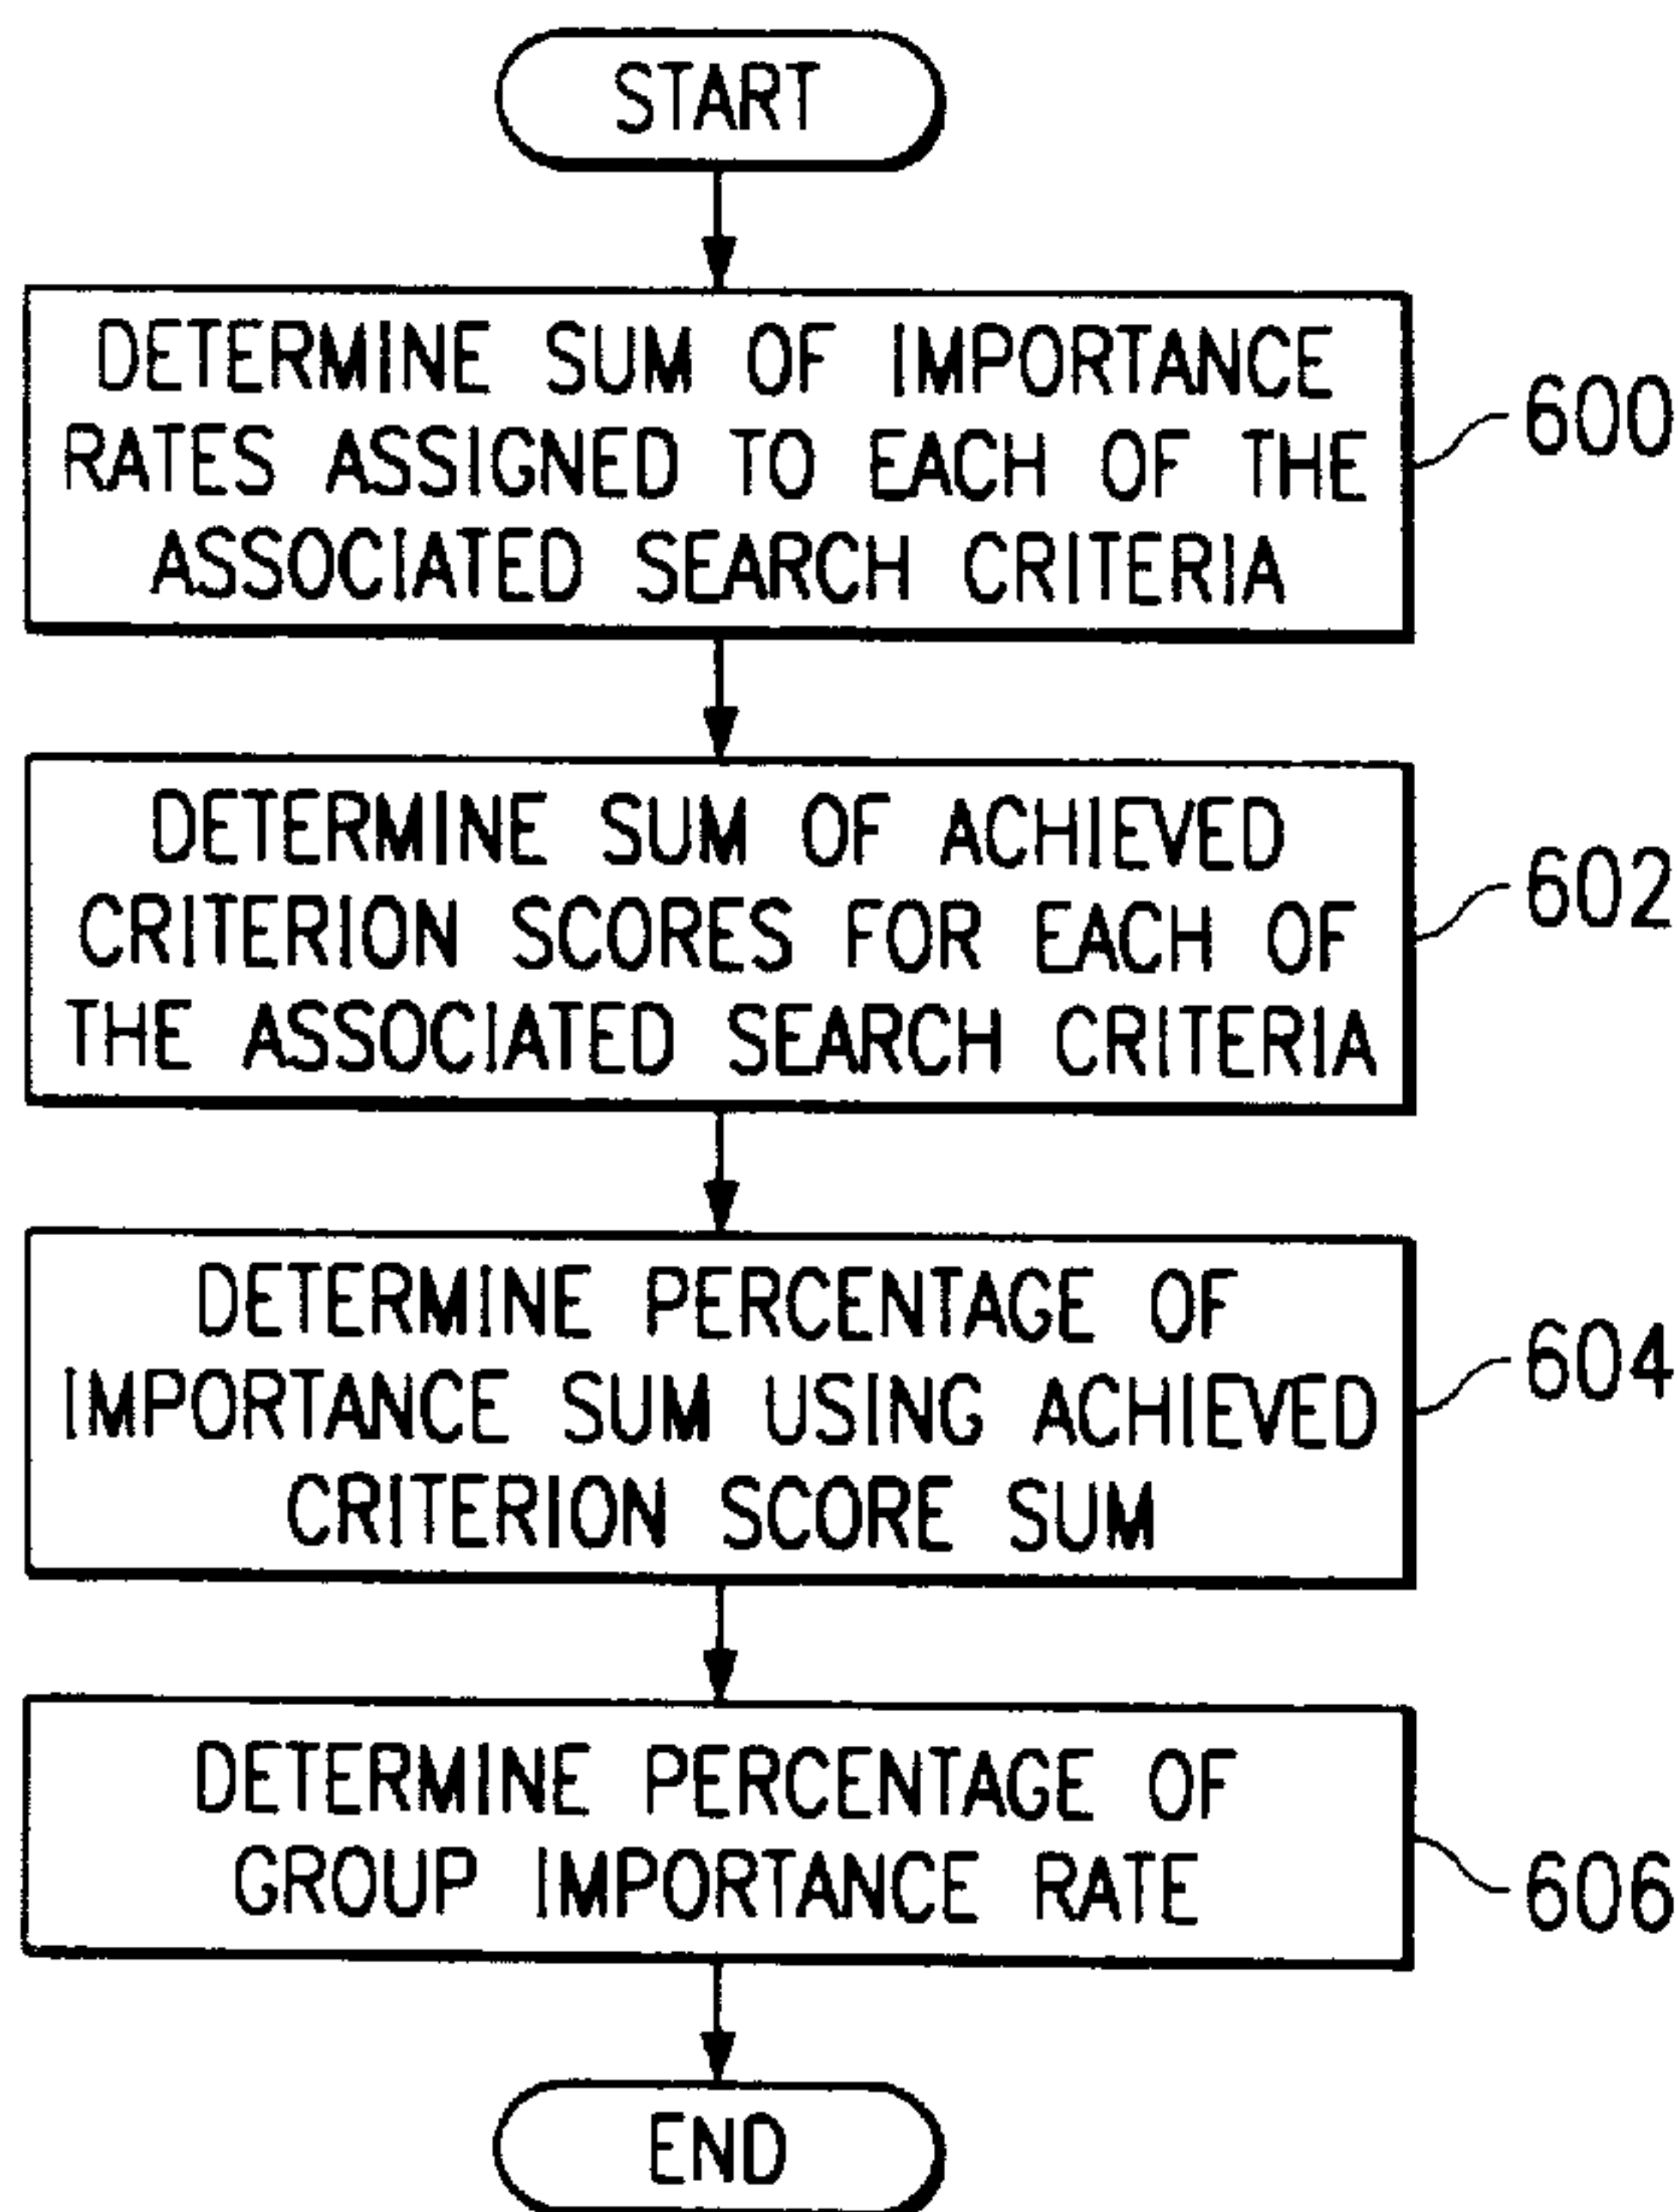 START
DETERMINE SUM OF IMPORTANCE
RATES ASSIGNED TO EACH OF THE
ASSOCIATED SEARCH CRITERIA
600
DETERMINE SUM OF ACHIEVED
CRITERION SCORES FOR EACH OF
THE ASSOCIATED SEARCH CRITERIA
602
DETERMINE PERCENTAGE OF
IMPORTANCE SUM USING ACHIEVED
CRITERION SCORE SUM
604
DETERMINE PERCENTAGE OF
GROUP IMPORTANCE RATE
606
END